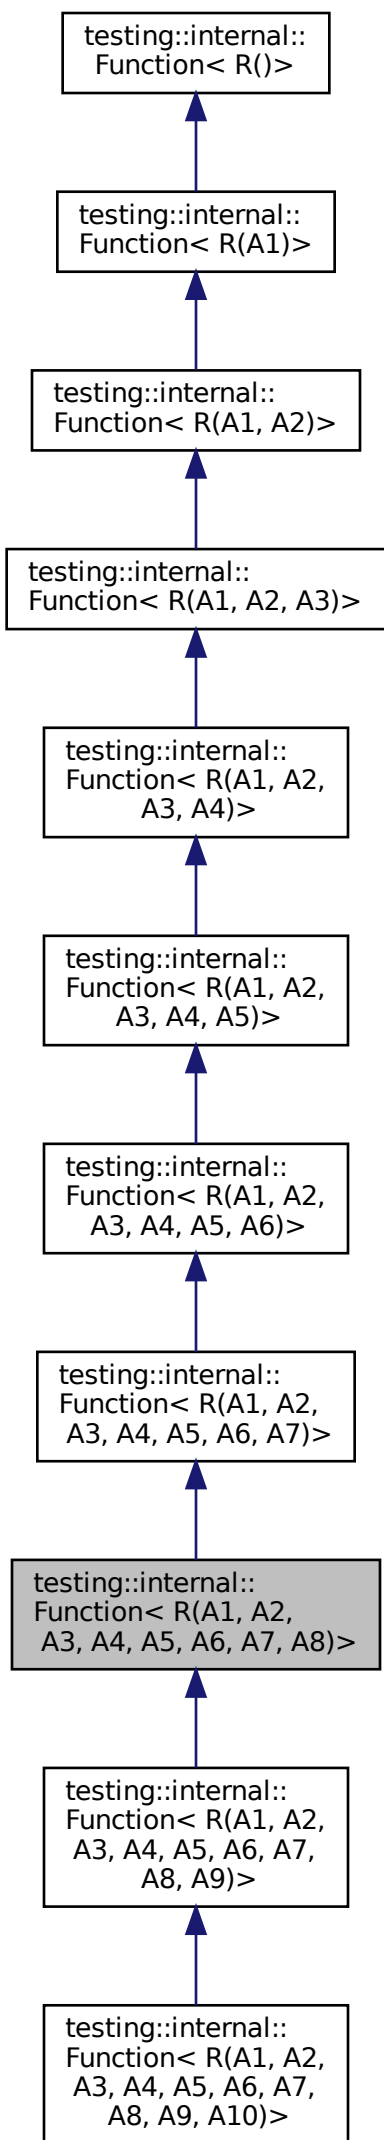 testing::internal::
Function< R()>
testing::internal::
Function< R(A1)>
testing::internal::
Function< R(A1, A2)>
testing::internal::
Function< R(A1, A2, A3)>
testing::internal::
Function< R(A1, A2,
A3, A4)>
testing::internal::
Function< R(A1, A2,
A3, A4, A5)>
testing::internal::
Function< R(A1, A2,
A3, A4, A5, A6)>
testing::internal::
Function< R(A1, A2,
A3, A4, A5, A6, A7)>
testing::internal::
Function< R(A1, A2,
A3, A4, A5, A6, A7, A8)>
testing::internal::
Function< R(A1, A2,
A3, A4, A5, A6, A7,
A8, A9)>
testing::internal::
Function< R(A1, A2,
A3, A4, A5, A6, A7,
A8, A9, A10)>